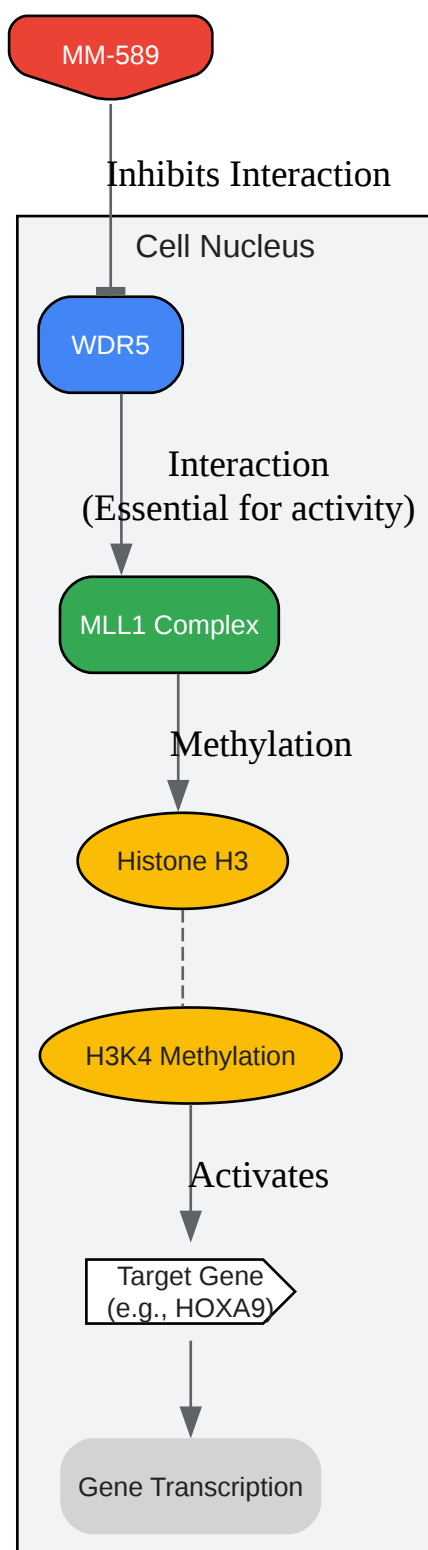 MM-589
Inhibits Interaction
Cell Nucleus
WDR5
Interaction
(Essential for activity)
MLL1 Complex
Methylation
Histone H3
H3K4 Methylation
Activates
Target Gene
(e.g., HOXA9)
Gene Transcription